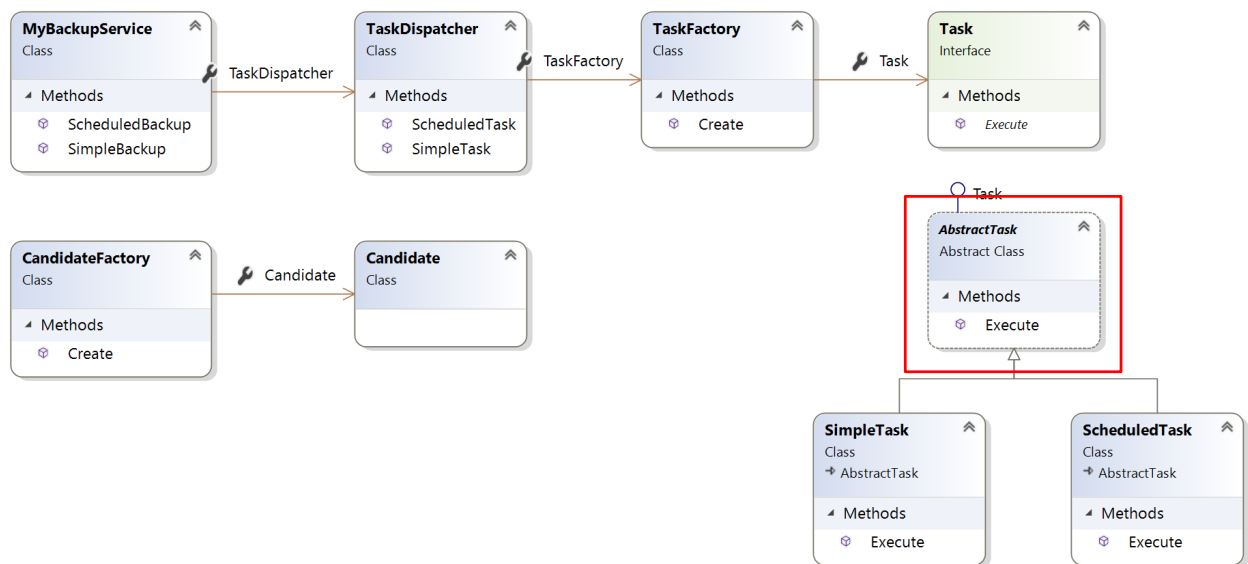 MyBackupService
Class
Methods
ScheduledBackup
SimpleBackup
TaskDispatcher
TaskDispatcher
Class
Methods
ScheduledTask
SimpleTask
TaskFactory
TaskFactory
Class
Methods
Create
Task
Task
Interface
Methods
Execute
CandidateFactory
Class
Methods
Create
Candidate
Candidate
Class
Task
AbstractTask
Abstract Class
Methods
Execute
SimpleTask
Class
AbstractTask
Methods
Execute
ScheduledTask
Class
AbstractTask
Methods
Execute